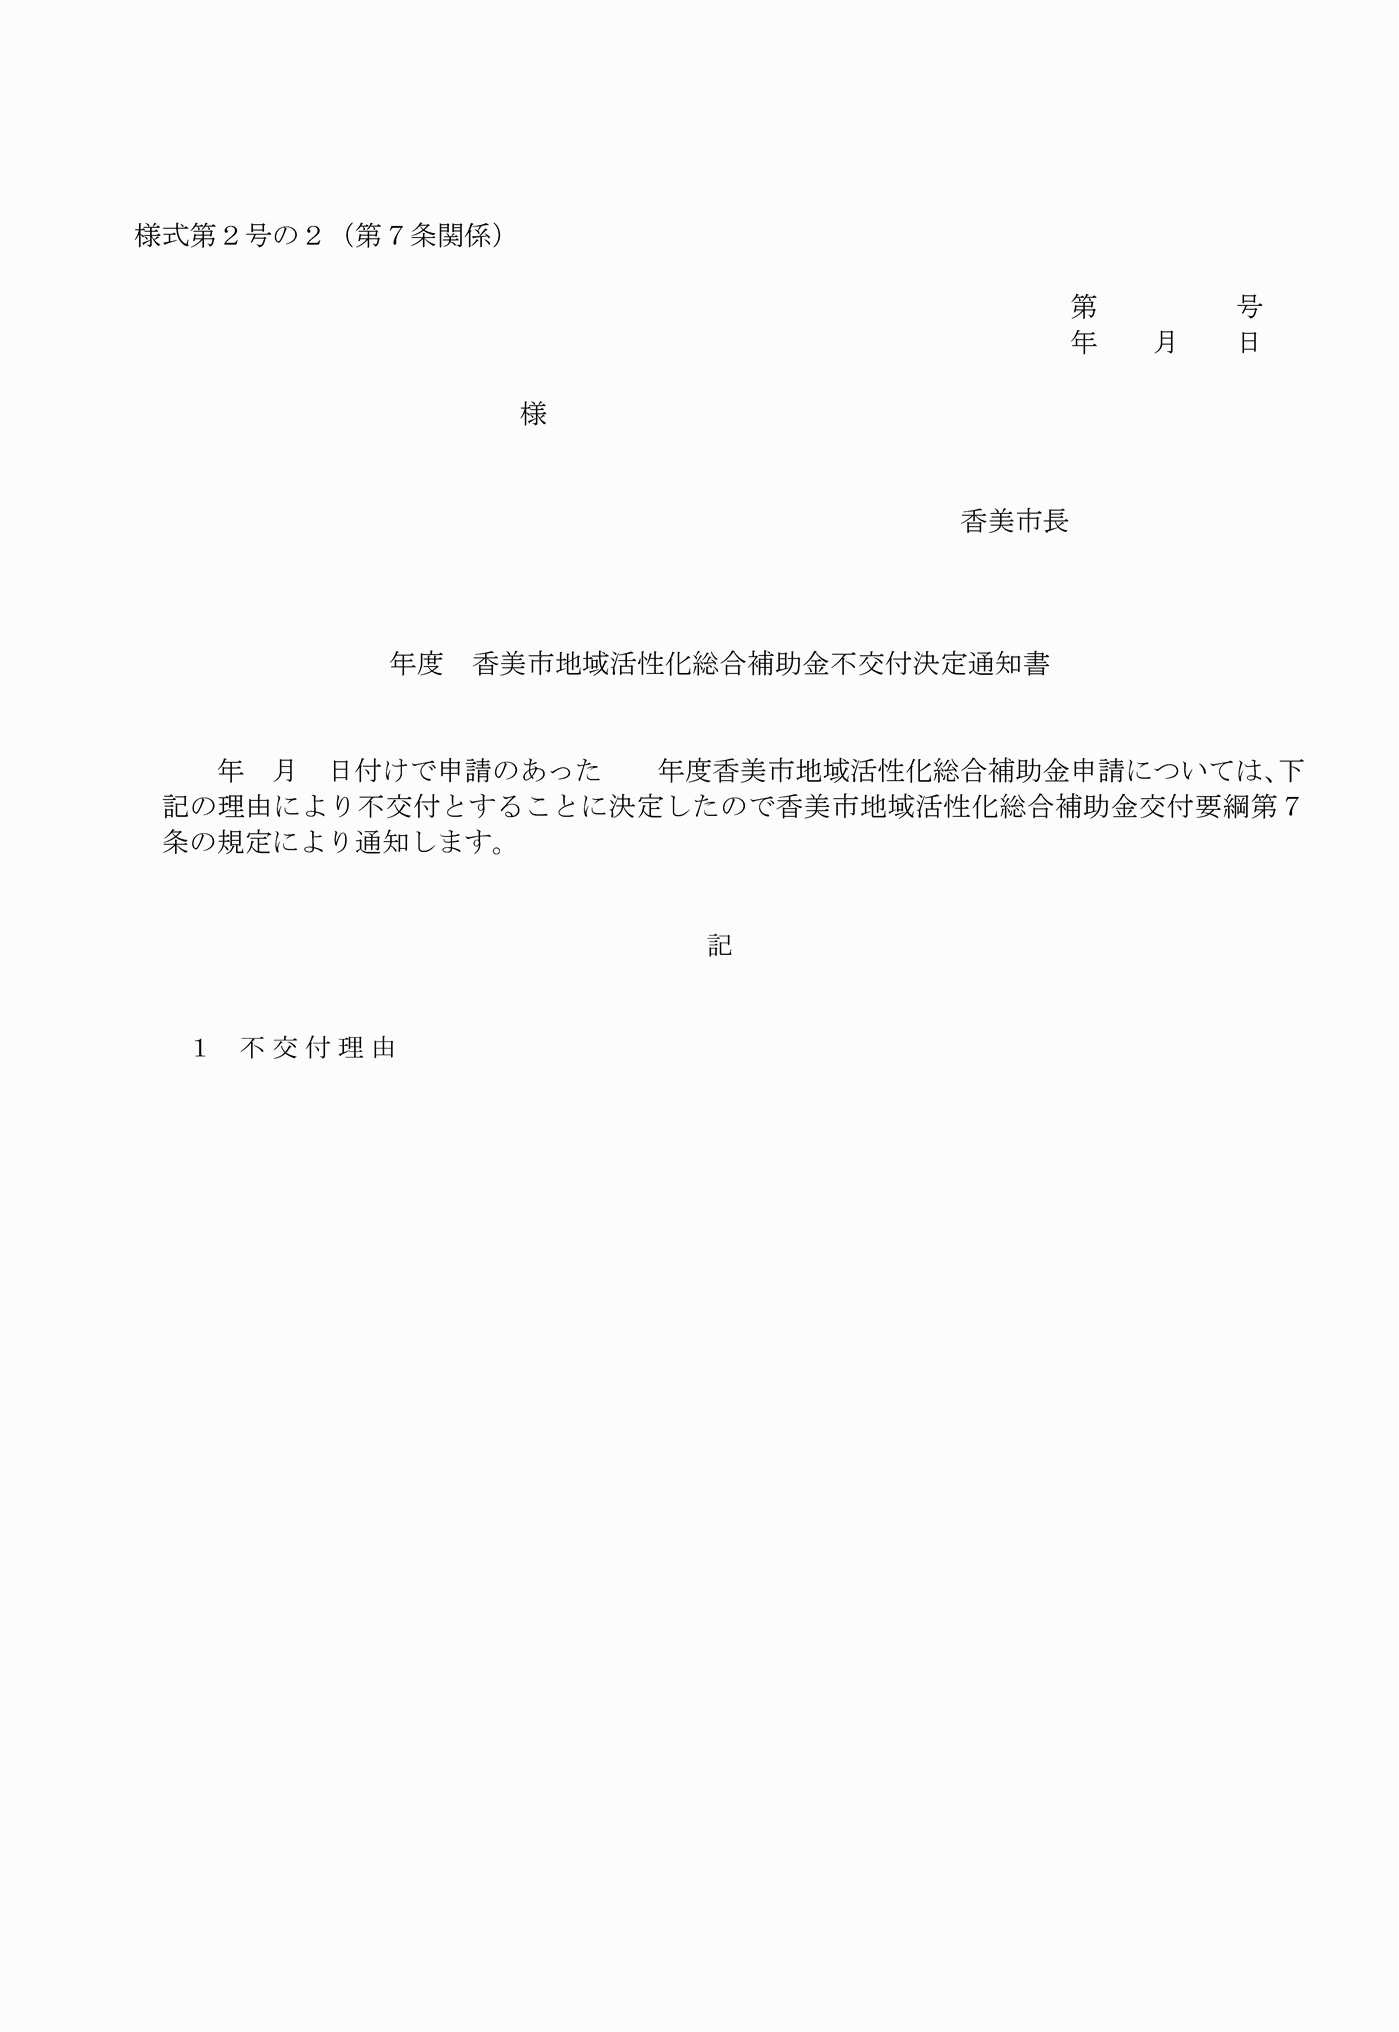 様式第２号の２（第７条関係）
第　　　　　号
年　　月　　日
様
香美市長
年度　香美市地域活性化総合補助金不交付決定通知書
年　月　日付けで申請のあった　　年度香美市地域活性化総合補助金申請については、下
記の理由により不交付とすることに決定したので香美市地域活性化総合補助金交付要綱第７
条の規定により通知します。
記
１　不交付理由